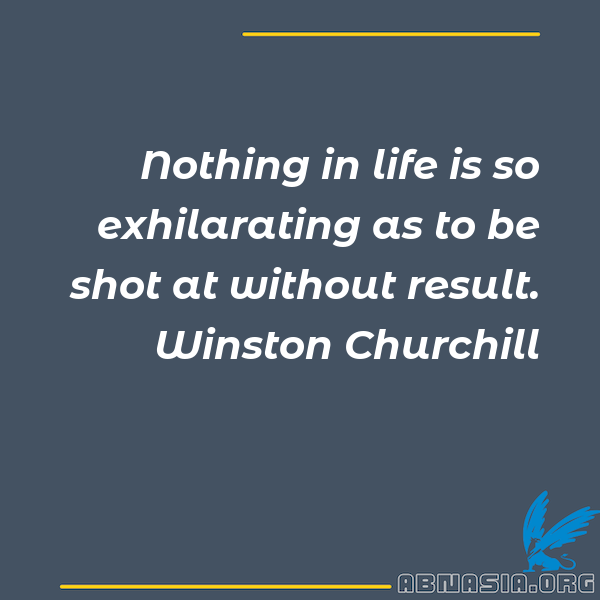 Nothing in life is so
exhilarating as to be
shot at without result.
Winston Churchill
ABNASIA.ORG